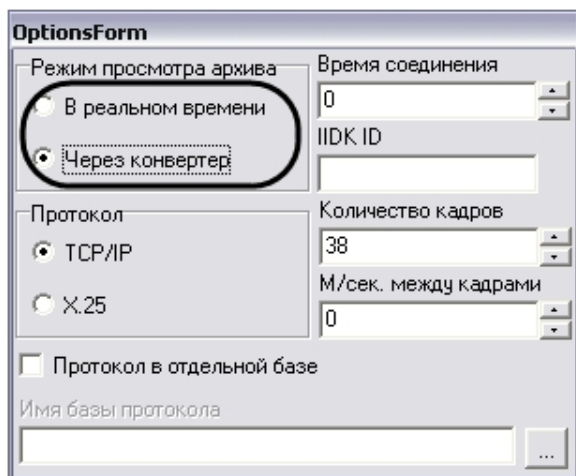 OptionsForm
Режим просмотра архива
В реальном времени
Через конвертер
Время соединения
0
IIDK ID
Протокол
TCP/IP
X.25
Количество кадров
38
М/сек. между кадрами
0
Протокол в отдельной базе
Имя базы протокола
...